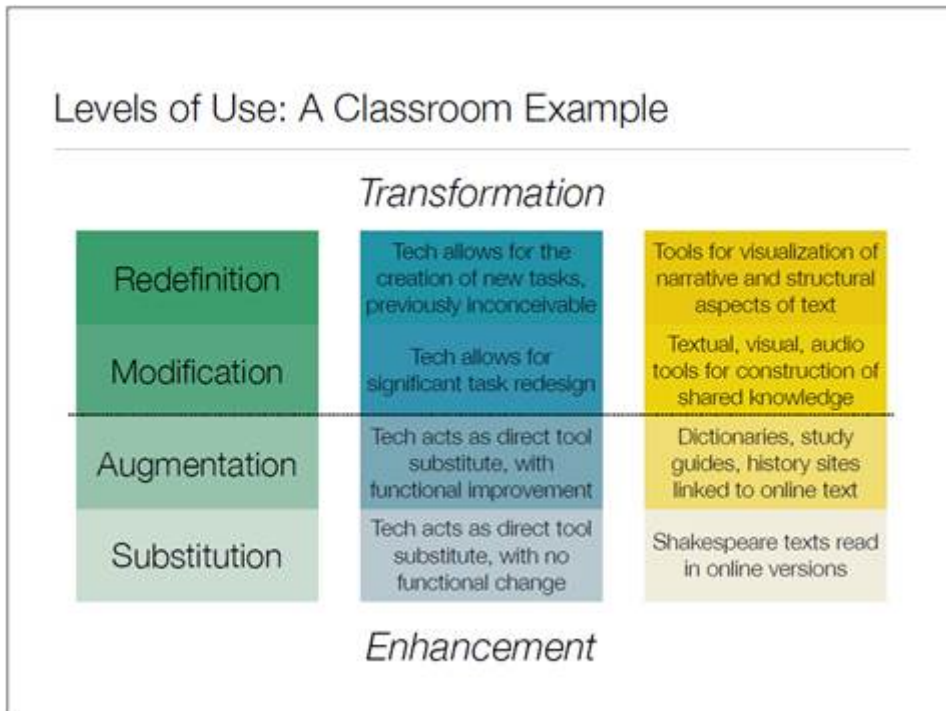 Levels of Use: A Classroom Example
Transformation
Redefinition
Tech allows for the
creation of new tasks,
previously inconceivable
Tools for visualization of
narrative and structural
aspects of text
Modification
Tech allows for
significant task redesign
Textual, visual, audio
tools for construction of
shared knowledge
Augmentation
Tech acts as direct tool
substitute, with
functional improvement
Dictionaries, study
guides, history sites
linked to online text
Substitution
Tech acts as direct tool
substitute, with no
functional change
Shakespeare texts read
in online versions
Enhancement